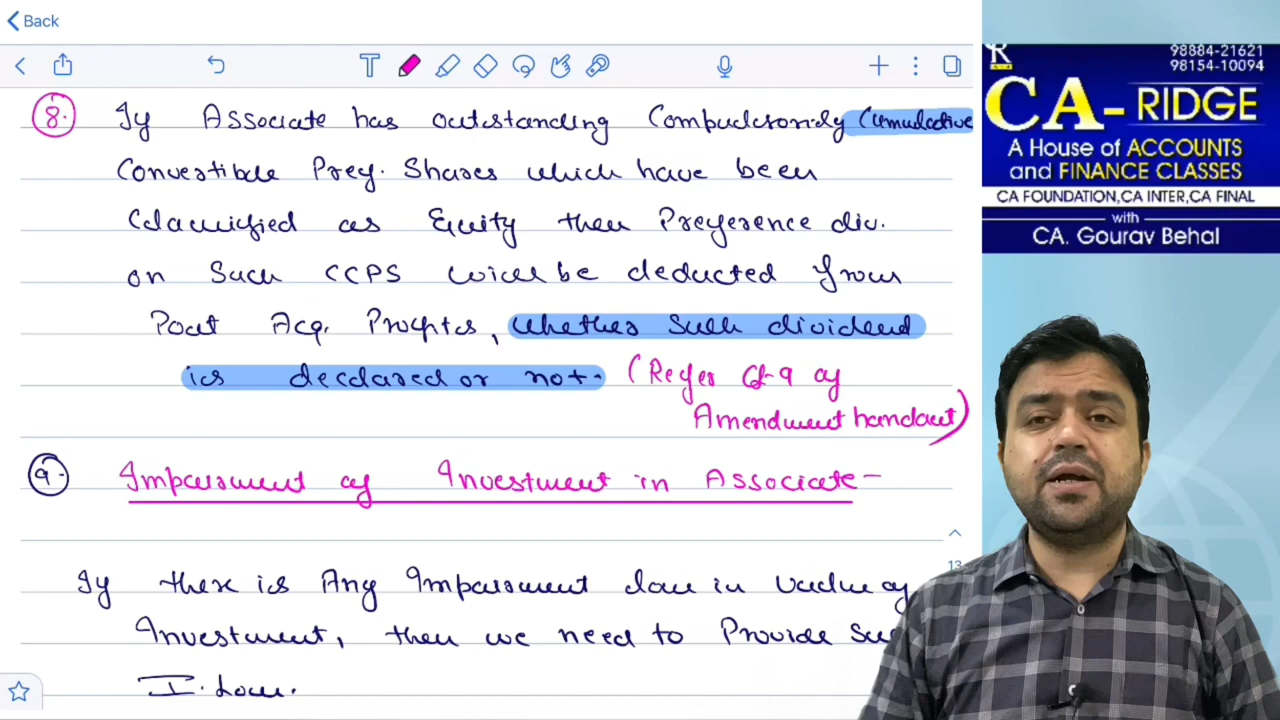 Back
98884-21621
98154-10094
CA- RIDGE
A House of ACCOUNTS
and FINANCE CLASSES
CA FOUNDATION,CA INTER,CA FINAL
with
CA. Gourav Behal
8. If Associate has outstanding Compulsorily Cumulative
Convertible Pref. Shares which have been
Classified as Equity then Preference div.
on Such CCPS will be deducted from
Post Acq. Profits, whether such dividend
is declared or not.
(Refer Q-9 of
Amendment handout)
9. Impairment of Investment in Associate-
13
If there is Any Impairment loss in value of
Investment, then we need to Provide
I. loss.